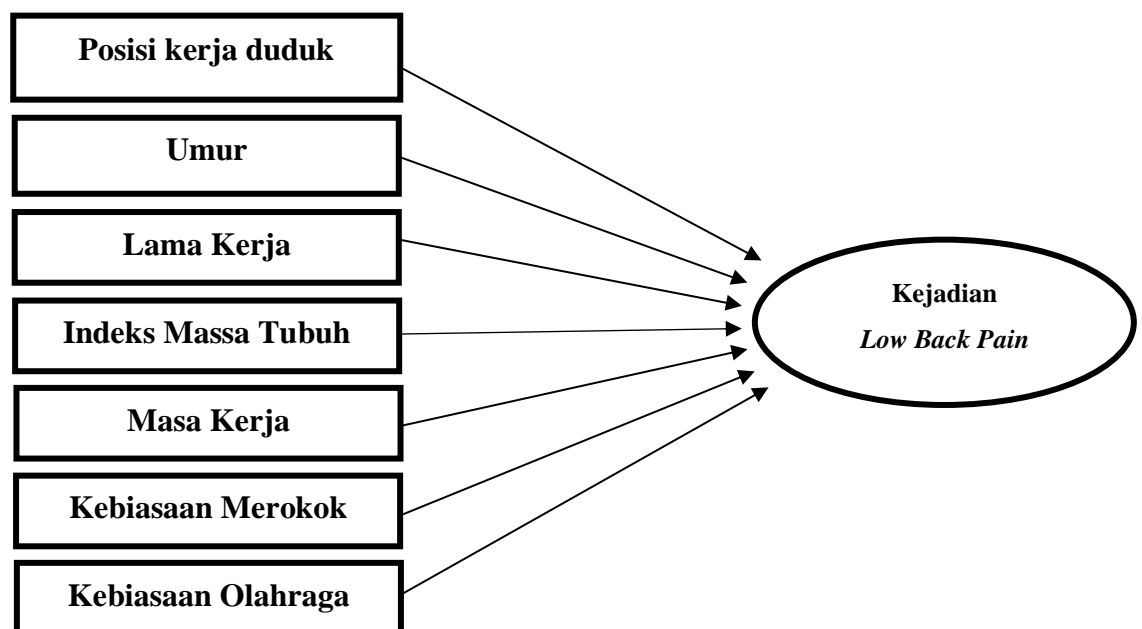 Posisi kerja duduk
Umur
Lama Kerja
Indeks Massa Tubuh
Masa Kerja
Kebiasaan Merokok
Kebiasaan Olahraga
Kejadian
Low Back Pain